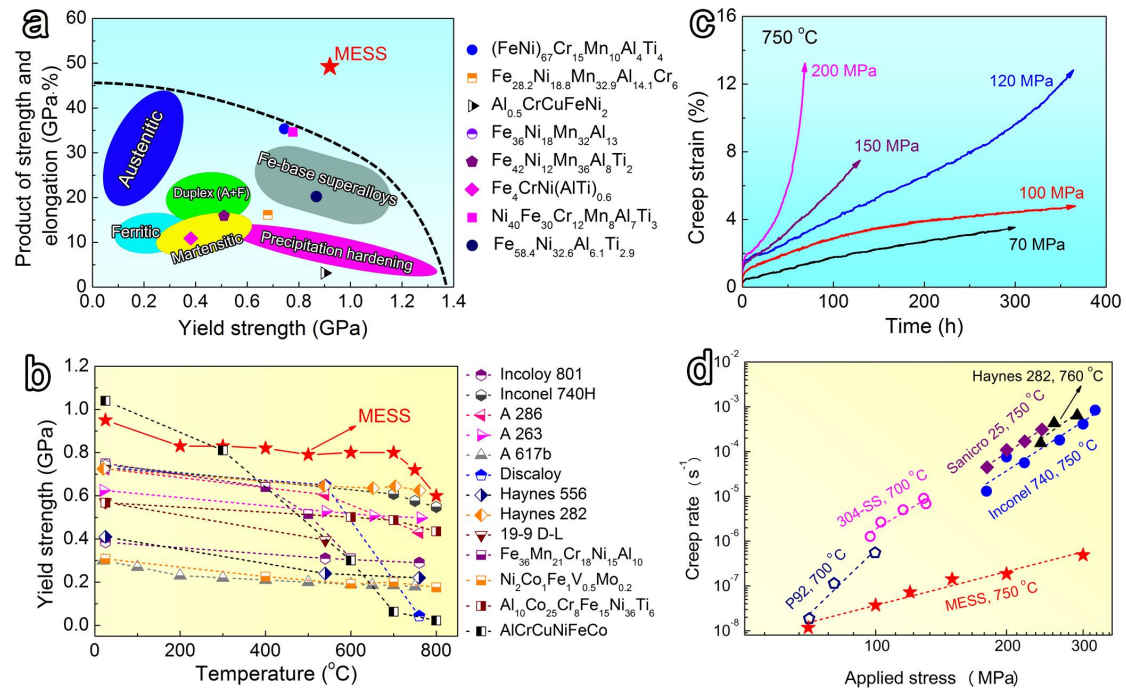 a
Product of strength and
elongation (GPa.%)
60
50
40
30
20
10
0
0.0 0.2 0.4 0.6 0.8 1.0 1.2 1.4
Yield strength (GPa)
MESS
Austenitic
Duplex (A+F)
Ferritic
Martensitic
Fe-base superalloys
Precipitation hardening
(FeNi)67Cr15Mn10Al4Ti4
Fe28.2Ni18.8Mn32.9Al14.1Cr6
Al0.5CrCuFeNi2
Fe36Ni18Mn32Al13
Fe42Ni12Mn36Al8Ti2
Fe4CrNi(AlTi)0.6
Ni40Fe30Cr12Mn8Al7Ti3
Fe58.4Ni32.6Al6.1Ti2.9
c
750 °C
Creep strain (%)
16
12
8
4
0
0 100 200 300 400
Time (h)
200 MPa
150 MPa
120 MPa
100 MPa
70 MPa
b
Yield strength (GPa)
1.2
1.0
0.8
0.6
0.4
0.2
0.0
0 200 400 600 800
Temperature (°C)
MESS
Incoloy 801
Inconel 740H
A 286
A 263
A 617b
Discaloy
Haynes 556
Haynes 282
19-9 D-L
Fe36Mn21Cr18Ni15Al10
Ni2Co1Fe1V0.5Mo0.2
Al10Co25Cr8Fe15Ni36Ti6
AlCrCuNiFeCo
d
Creep rate (s-1)
10-2
10-3
10-4
10-5
10-6
10-7
10-8
100 200 300
Applied stress (MPa)
Haynes 282, 760 °C
Sanicro 25, 750 °C
Inconel 740, 750 °C
304-SS, 700 °C
P92, 700 °C
MESS, 750 °C